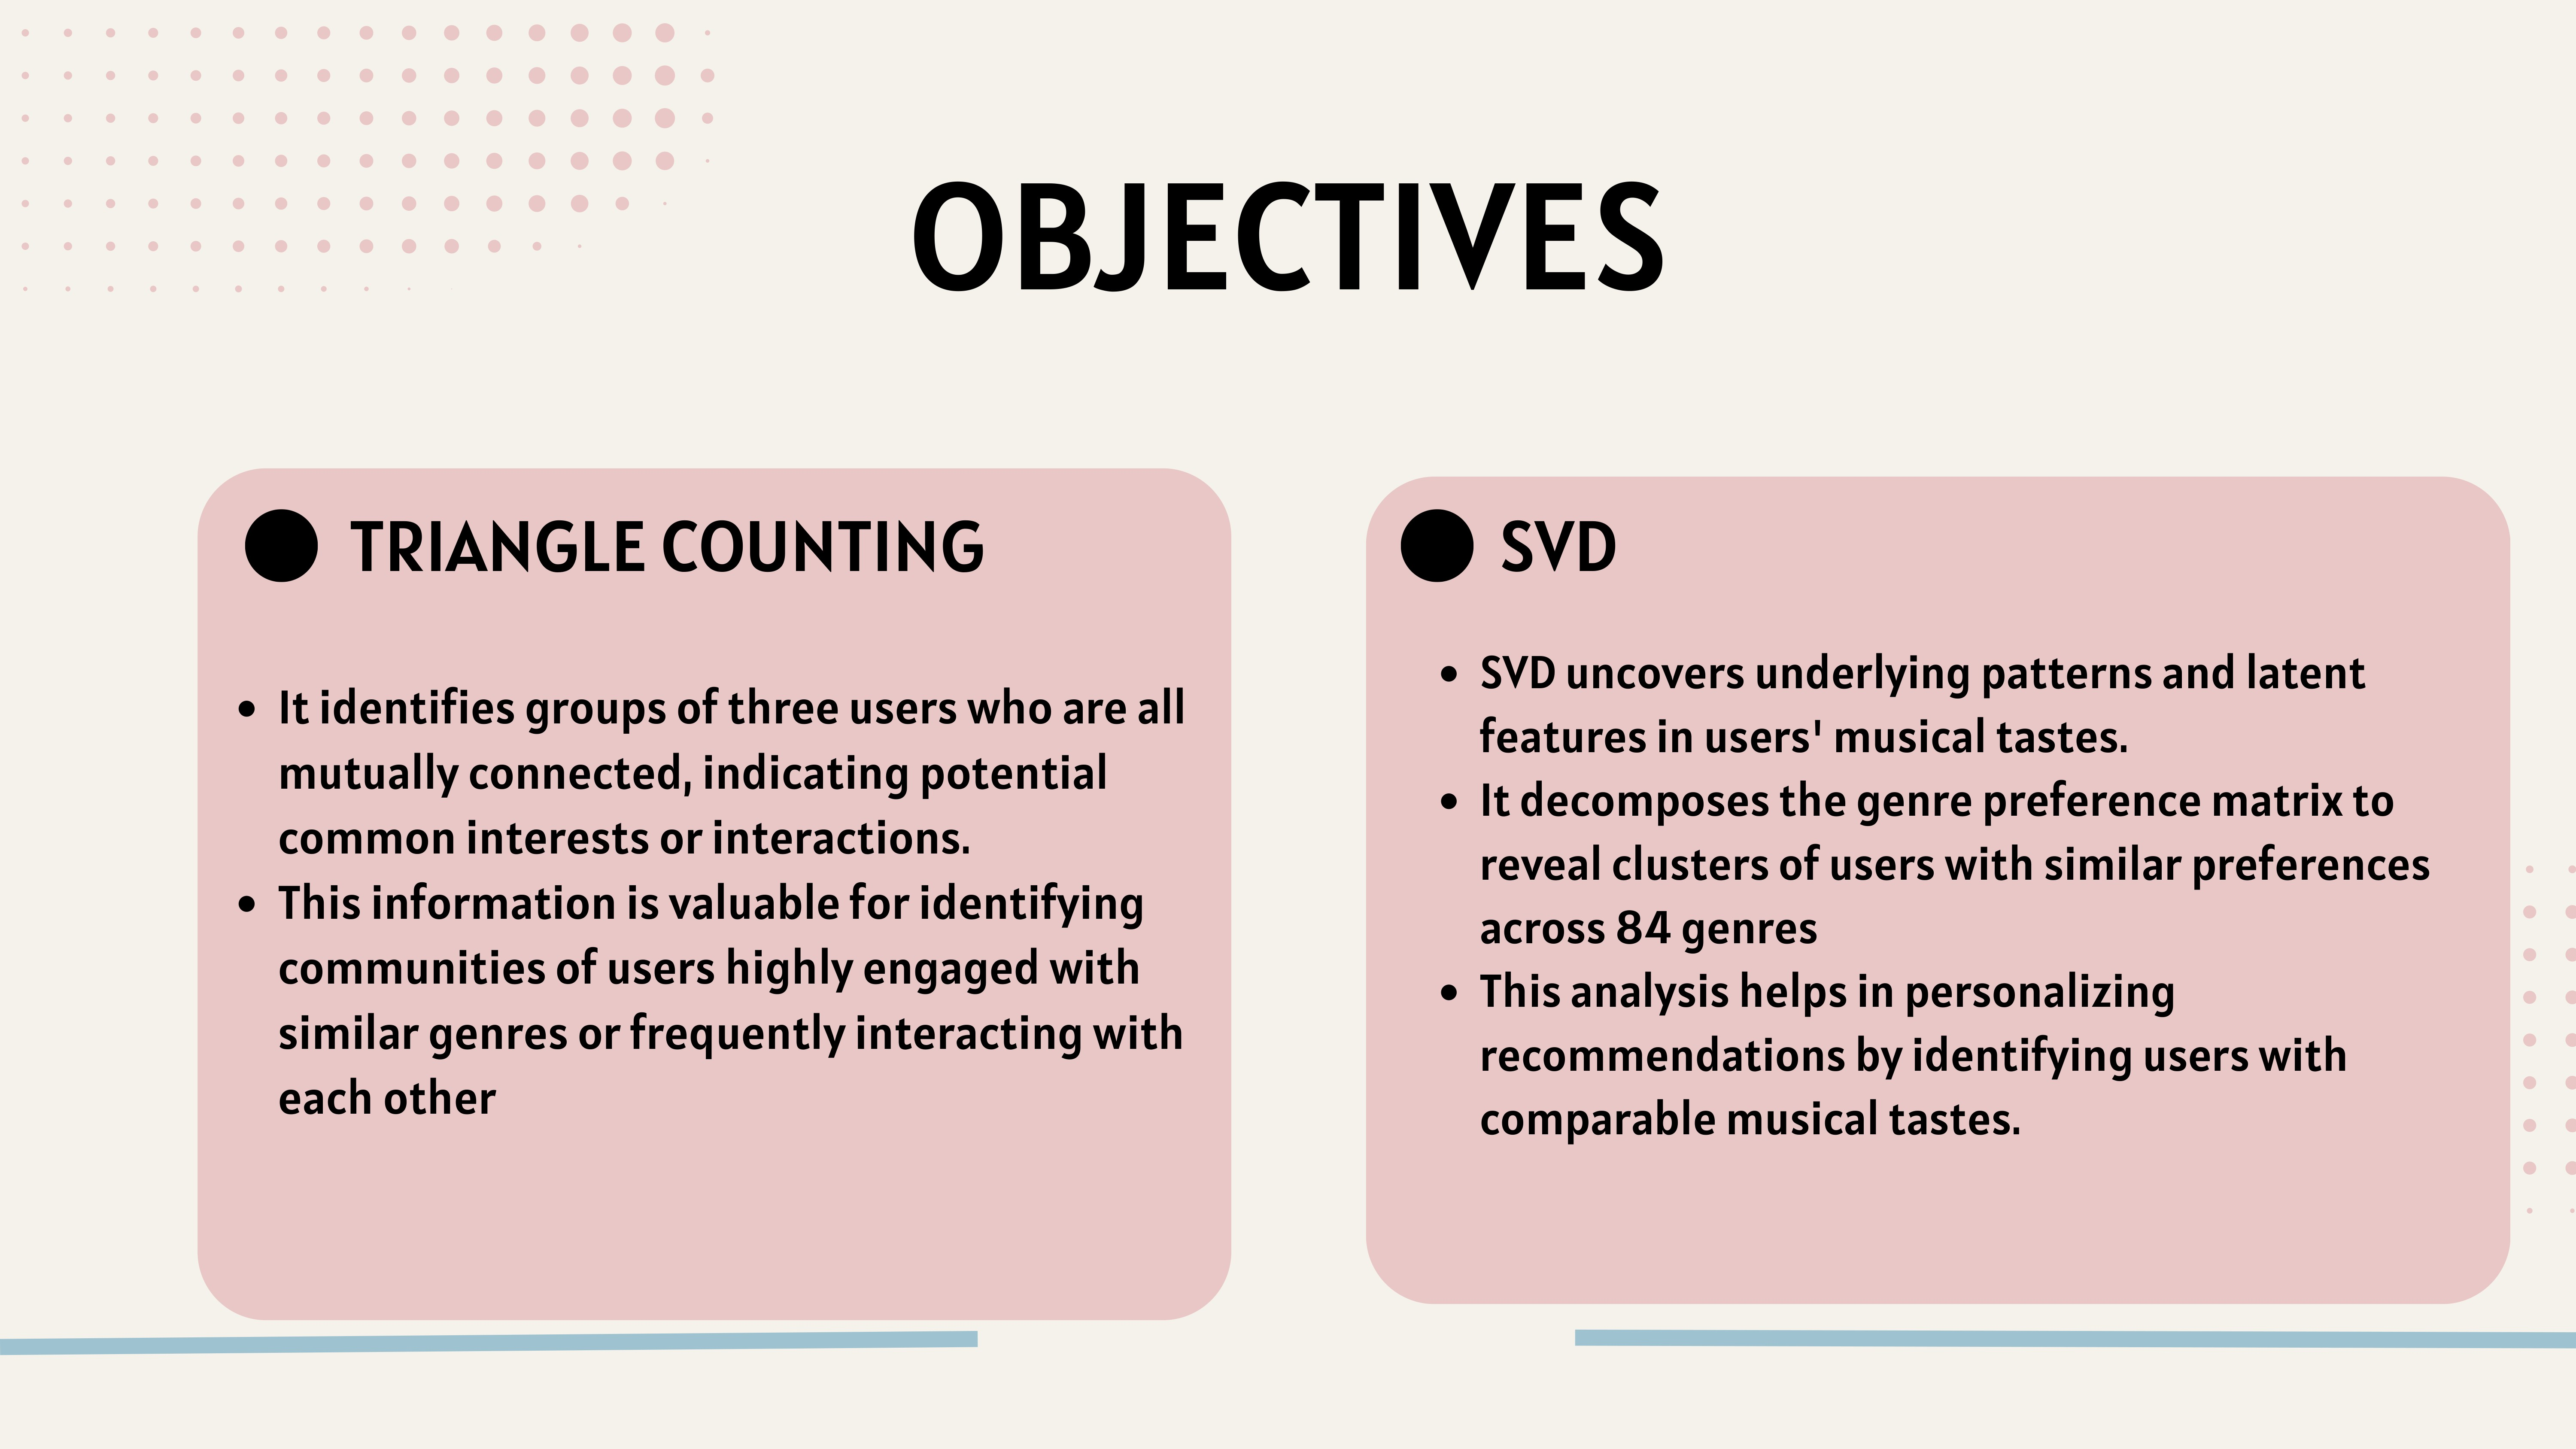 OBJECTIVES
TRIANGLE COUNTING
It identifies groups of three users who are all
mutually connected, indicating potential
common interests or interactions.
This information is valuable for identifying
communities of users highly engaged with
similar genres or frequently interacting with
each other
SVD
SVD uncovers underlying patterns and latent
features in users' musical tastes.
It decomposes the genre preference matrix to
reveal clusters of users with similar preferences
across 84 genres
This analysis helps in personalizing
recommendations by identifying users with
comparable musical tastes.